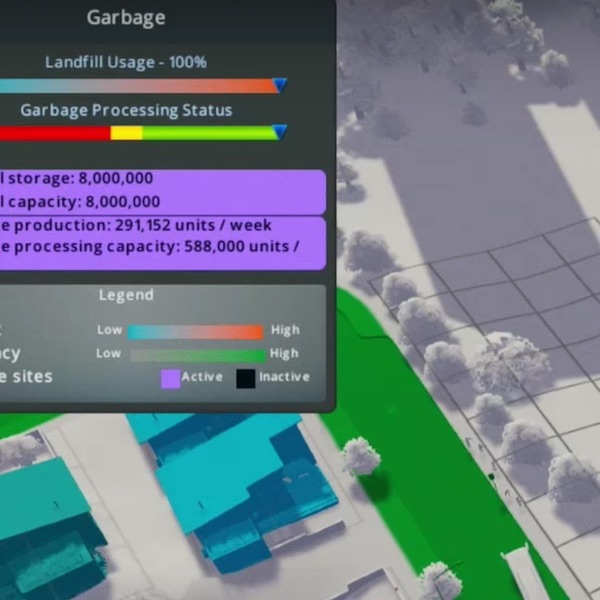 Garbage
Landfill Usage - 100%
Garbage Processing Status
l storage: 8,000,000
l capacity: 8,000,000
e production: 291,152 units / week
e processing capacity: 588,000 units /
Legend
Low High
cy Low High
e sites Active Inactive